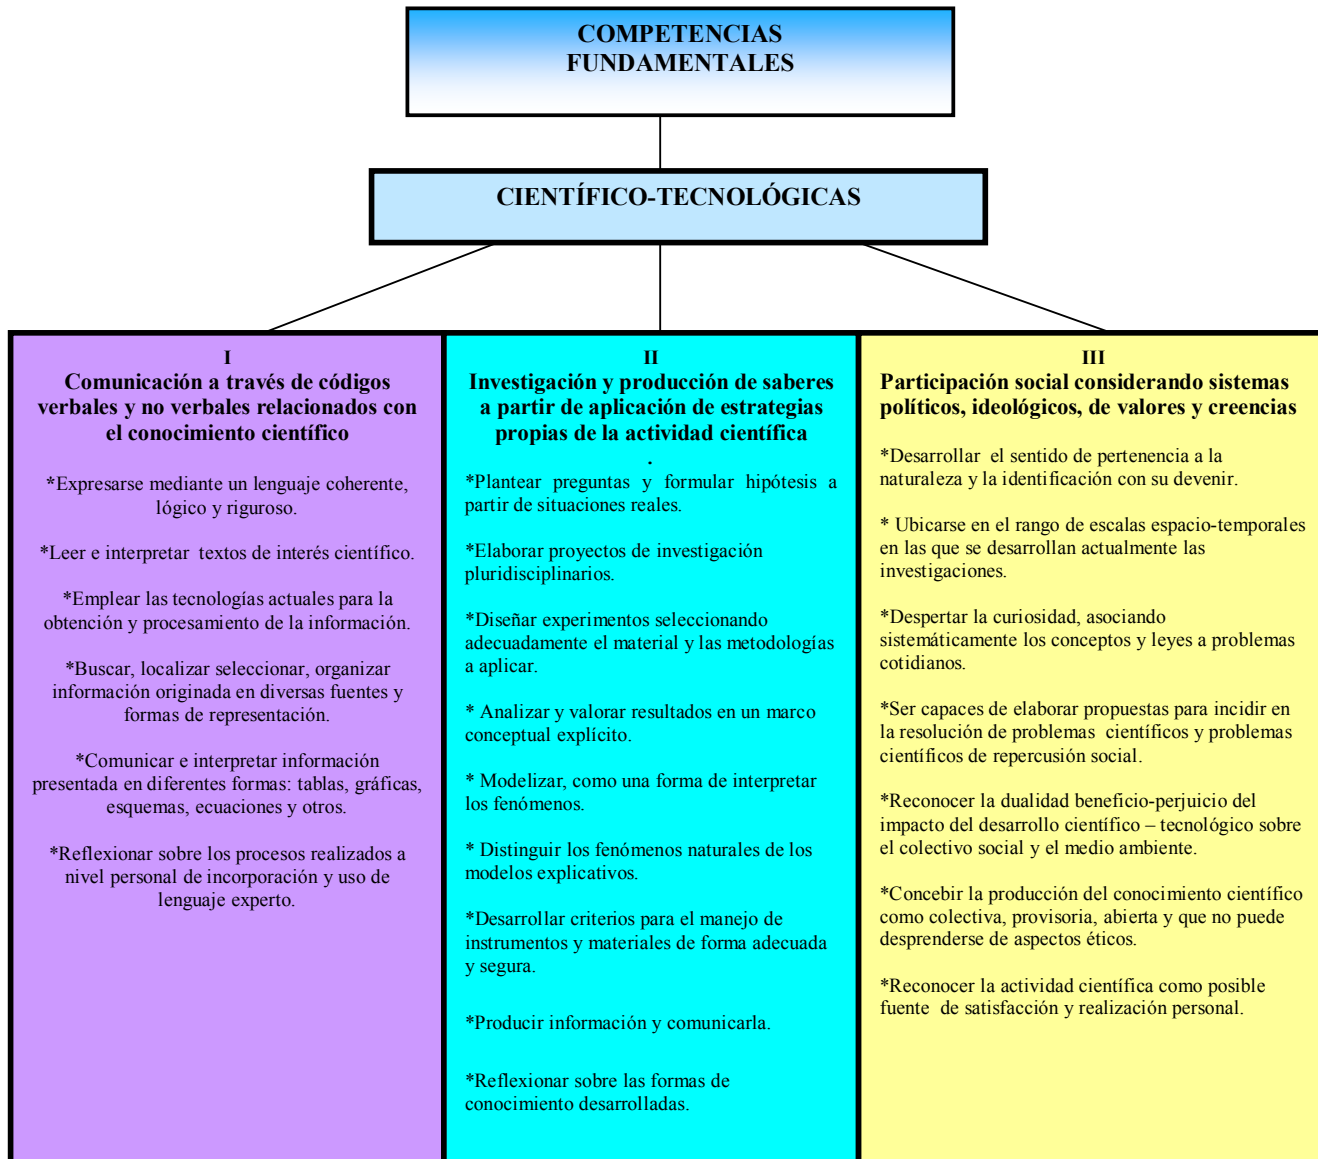 COMPETENCIAS
FUNDAMENTALES
CIENTÍFICO-TECNOLÓGICAS
I
Comunicación a través de códigos
verbales y no verbales relacionados con
el conocimiento científico
*Expresarse mediante un lenguaje coherente,
lógico y riguroso.
*Leer e interpretar textos de interés científico.
*Emplear las tecnologías actuales para la
obtención y procesamiento de la información.
*Buscar, localizar seleccionar, organizar
información originada en diversas fuentes y
formas de representación.
*Comunicar e interpretar información
presentada en diferentes formas: tablas, gráficas,
esquemas, ecuaciones y otros.
*Reflexionar sobre los procesos realizados a
nivel personal de incorporación y uso de
lenguaje experto.
II
Investigación y producción de saberes
a partir de aplicación de estrategias
propias de la actividad científica
.
*Plantear preguntas y formular hipótesis a
partir de situaciones reales.
*Elaborar proyectos de investigación
pluridisciplinarios.
*Diseñar experimentos seleccionando
adecuadamente el material y las metodologías
a aplicar.
* Analizar y valorar resultados en un marco
conceptual explícito.
* Modelizar, como una forma de interpretar
los fenómenos.
* Distinguir los fenómenos naturales de los
modelos explicativos.
*Desarrollar criterios para el manejo de
instrumentos y materiales de forma adecuada
y segura.
*Producir información y comunicarla.
*Reflexionar sobre las formas de
conocimiento desarrolladas.
III
Participación social considerando sistemas
políticos, ideológicos, de valores y creencias
*Desarrollar el sentido de pertenencia a la
naturaleza y la identificación con su devenir.
* Ubicarse en el rango de escalas espacio-temporales
en las que se desarrollan actualmente las
investigaciones.
*Despertar la curiosidad, asociando
sistemáticamente los conceptos y leyes a problemas
cotidianos.
*Ser capaces de elaborar propuestas para incidir en
la resolución de problemas científicos y problemas
científicos de repercusión social.
*Reconocer la dualidad beneficio-perjuicio del
impacto del desarrollo científico – tecnológico sobre
el colectivo social y el medio ambiente.
*Concebir la producción del conocimiento científico
como colectiva, provisoria, abierta y que no puede
desprenderse de aspectos éticos.
*Reconocer la actividad científica como posible
fuente de satisfacción y realización personal.